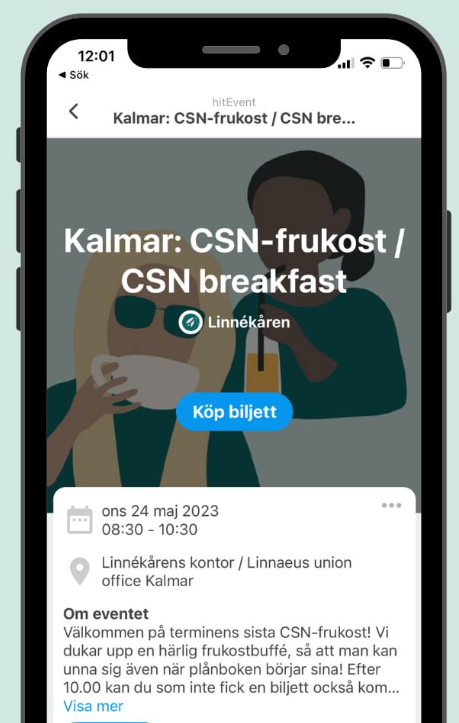 12:01
◀ Sök
hitEvent
Kalmar: CSN-frukost / CSN bre...
Kalmar: CSN-frukost /
CSN breakfast
Linnékåren
Köp biljett
ons 24 maj 2023
08:30 - 10:30
Linnékårens kontor / Linnaeus union
office Kalmar
Om eventet
Välkommen på terminens sista CSN-frukost! Vi
dukar upp en härlig frukostbuffé, så att man kan
unna sig även när plånboken börjar sina! Efter
10.00 kan du som inte fick en biljett också kom...
Visa mer